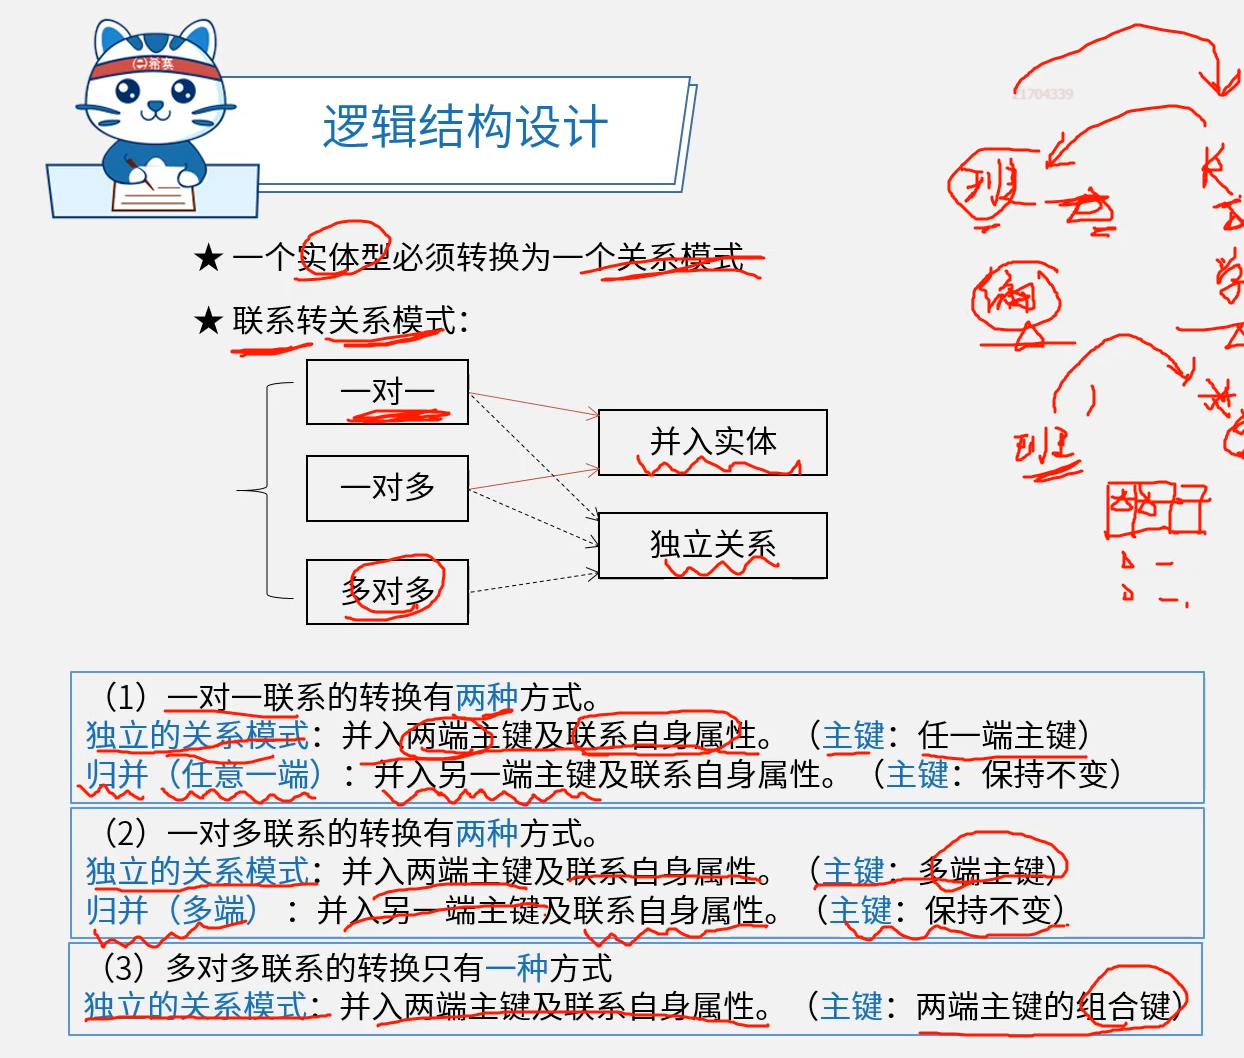 希赛
逻辑结构设计
21704339
★ 一个实体型必须转换为一个关系模式
★ 联系转关系模式：
一对一
并入实体
一对多
独立关系
多对多
班
K
学
编
班
（1）一对一联系的转换有两种方式。
独立的关系模式：并入两端主键及联系自身属性。（主键：任一端主键）
归并（任意一端）：并入另一端主键及联系自身属性。（主键：保持不变）
（2）一对多联系的转换有两种方式。
独立的关系模式：并入两端主键及联系自身属性。（主键：多端主键）
归并（多端）：并入另一端主键及联系自身属性。（主键：保持不变）
（3）多对多联系的转换只有一种方式
独立的关系模式：并入两端主键及联系自身属性。（主键：两端主键的组合键）